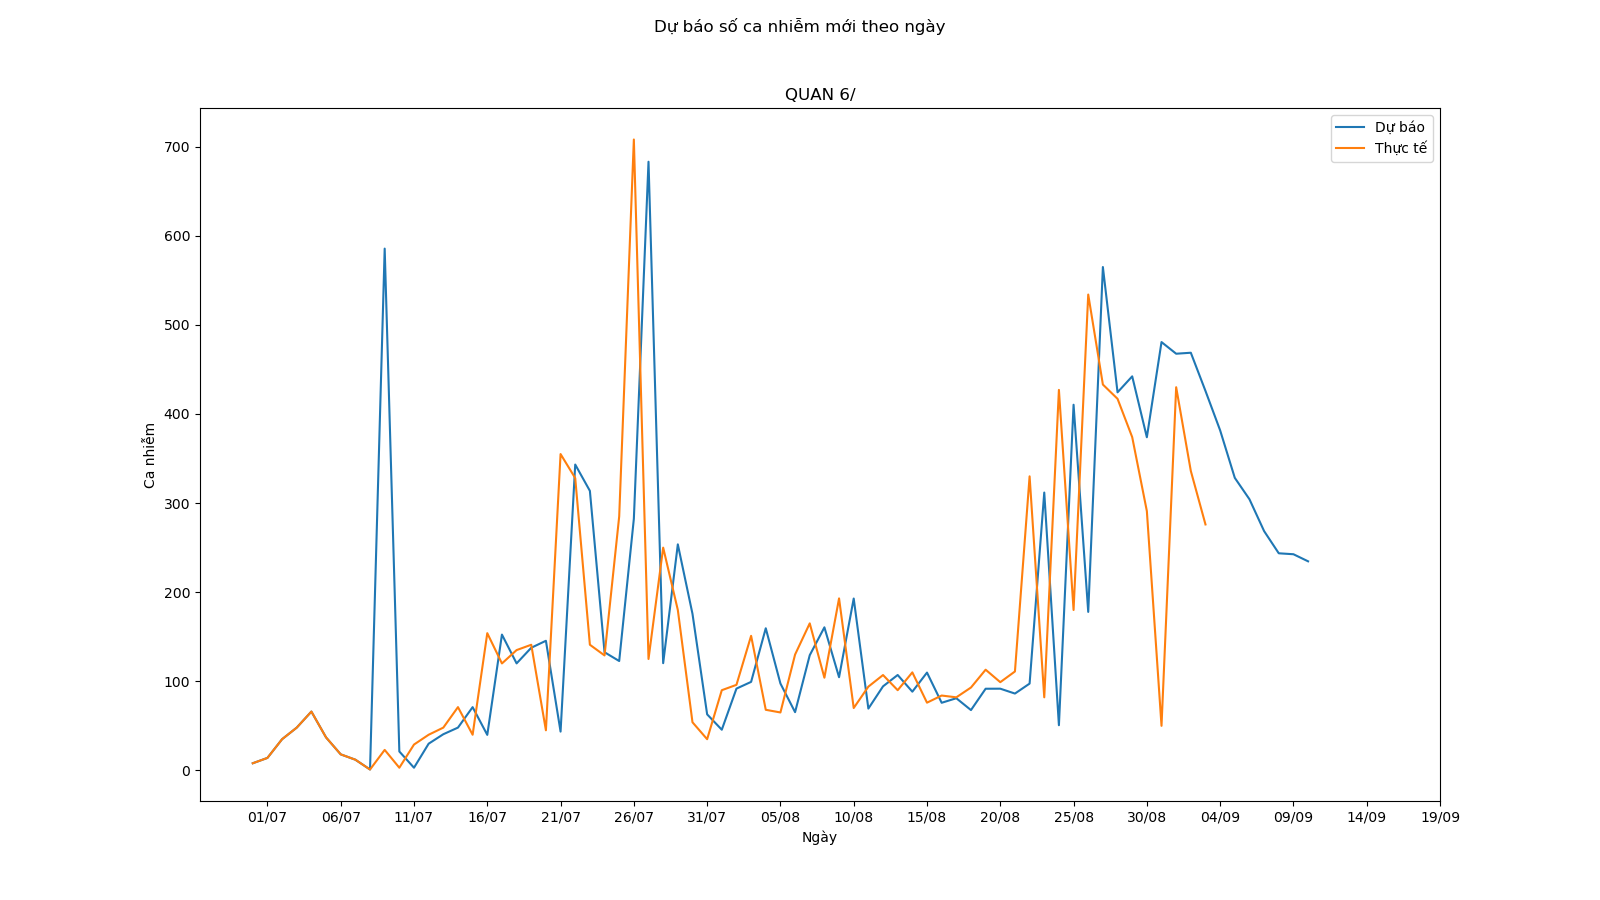 Dự báo số ca nhiễm mới theo ngày
QUAN 6/
Dự báo
Thực tế
700
600
500
400
300
200
100
0
Ca nhiễm
01/07 06/07 11/07 16/07 21/07 26/07 31/07 05/08 10/08 15/08 20/08 25/08 30/08 04/09 09/09 14/09 19/09
Ngày